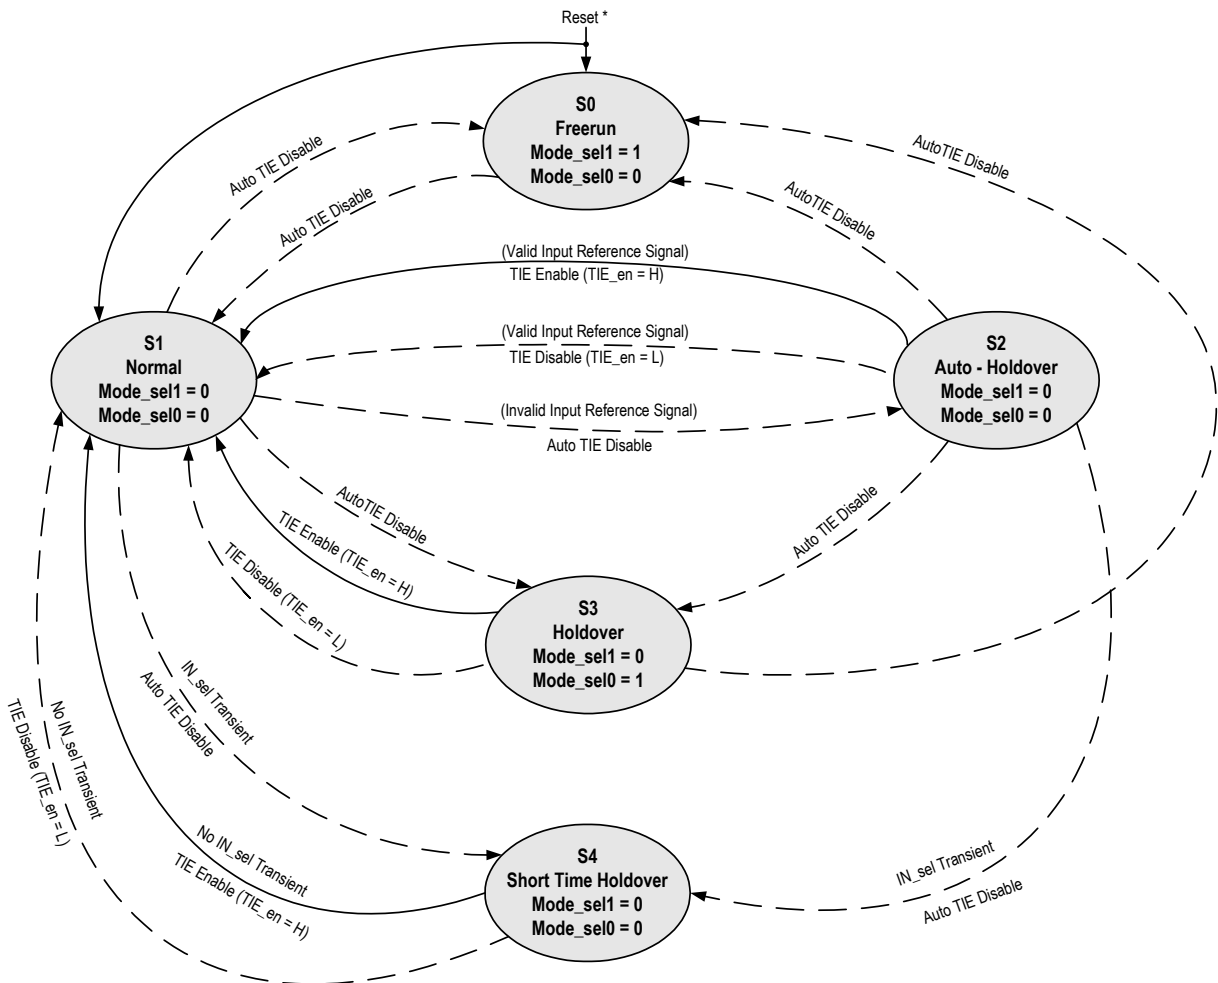 Reset *
S0
Freerun
Mode_sel1 = 1
Mode_sel0 = 0
Auto TIE Disable
Auto TIE Disable
AutoTIE Disable
AutoTIE Disable
(Valid Input Reference Signal)
TIE Enable (TIE_en = H)
S1
Normal
Mode_sel1 = 0
Mode_sel0 = 0
(Valid Input Reference Signal)
TIE Disable (TIE_en = L)
(Invalid Input Reference Signal)
Auto TIE Disable
S2
Auto - Holdover
Mode_sel1 = 0
Mode_sel0 = 0
AutoTIE Disable
TIE Enable (TIE_en = H)
TIE Disable (TIE_en = L)
Auto TIE Disable
S3
Holdover
Mode_sel1 = 0
Mode_sel0 = 1
IN_sel Transient
Auto TIE Disable
No IN_sel Transient
TIE Disable (TIE_en = L)
No IN_sel Transient
TIE Enable (TIE_en = H)
S4
Short Time Holdover
Mode_sel1 = 0
Mode_sel0 = 0
IN_sel Transient
Auto TIE Disable